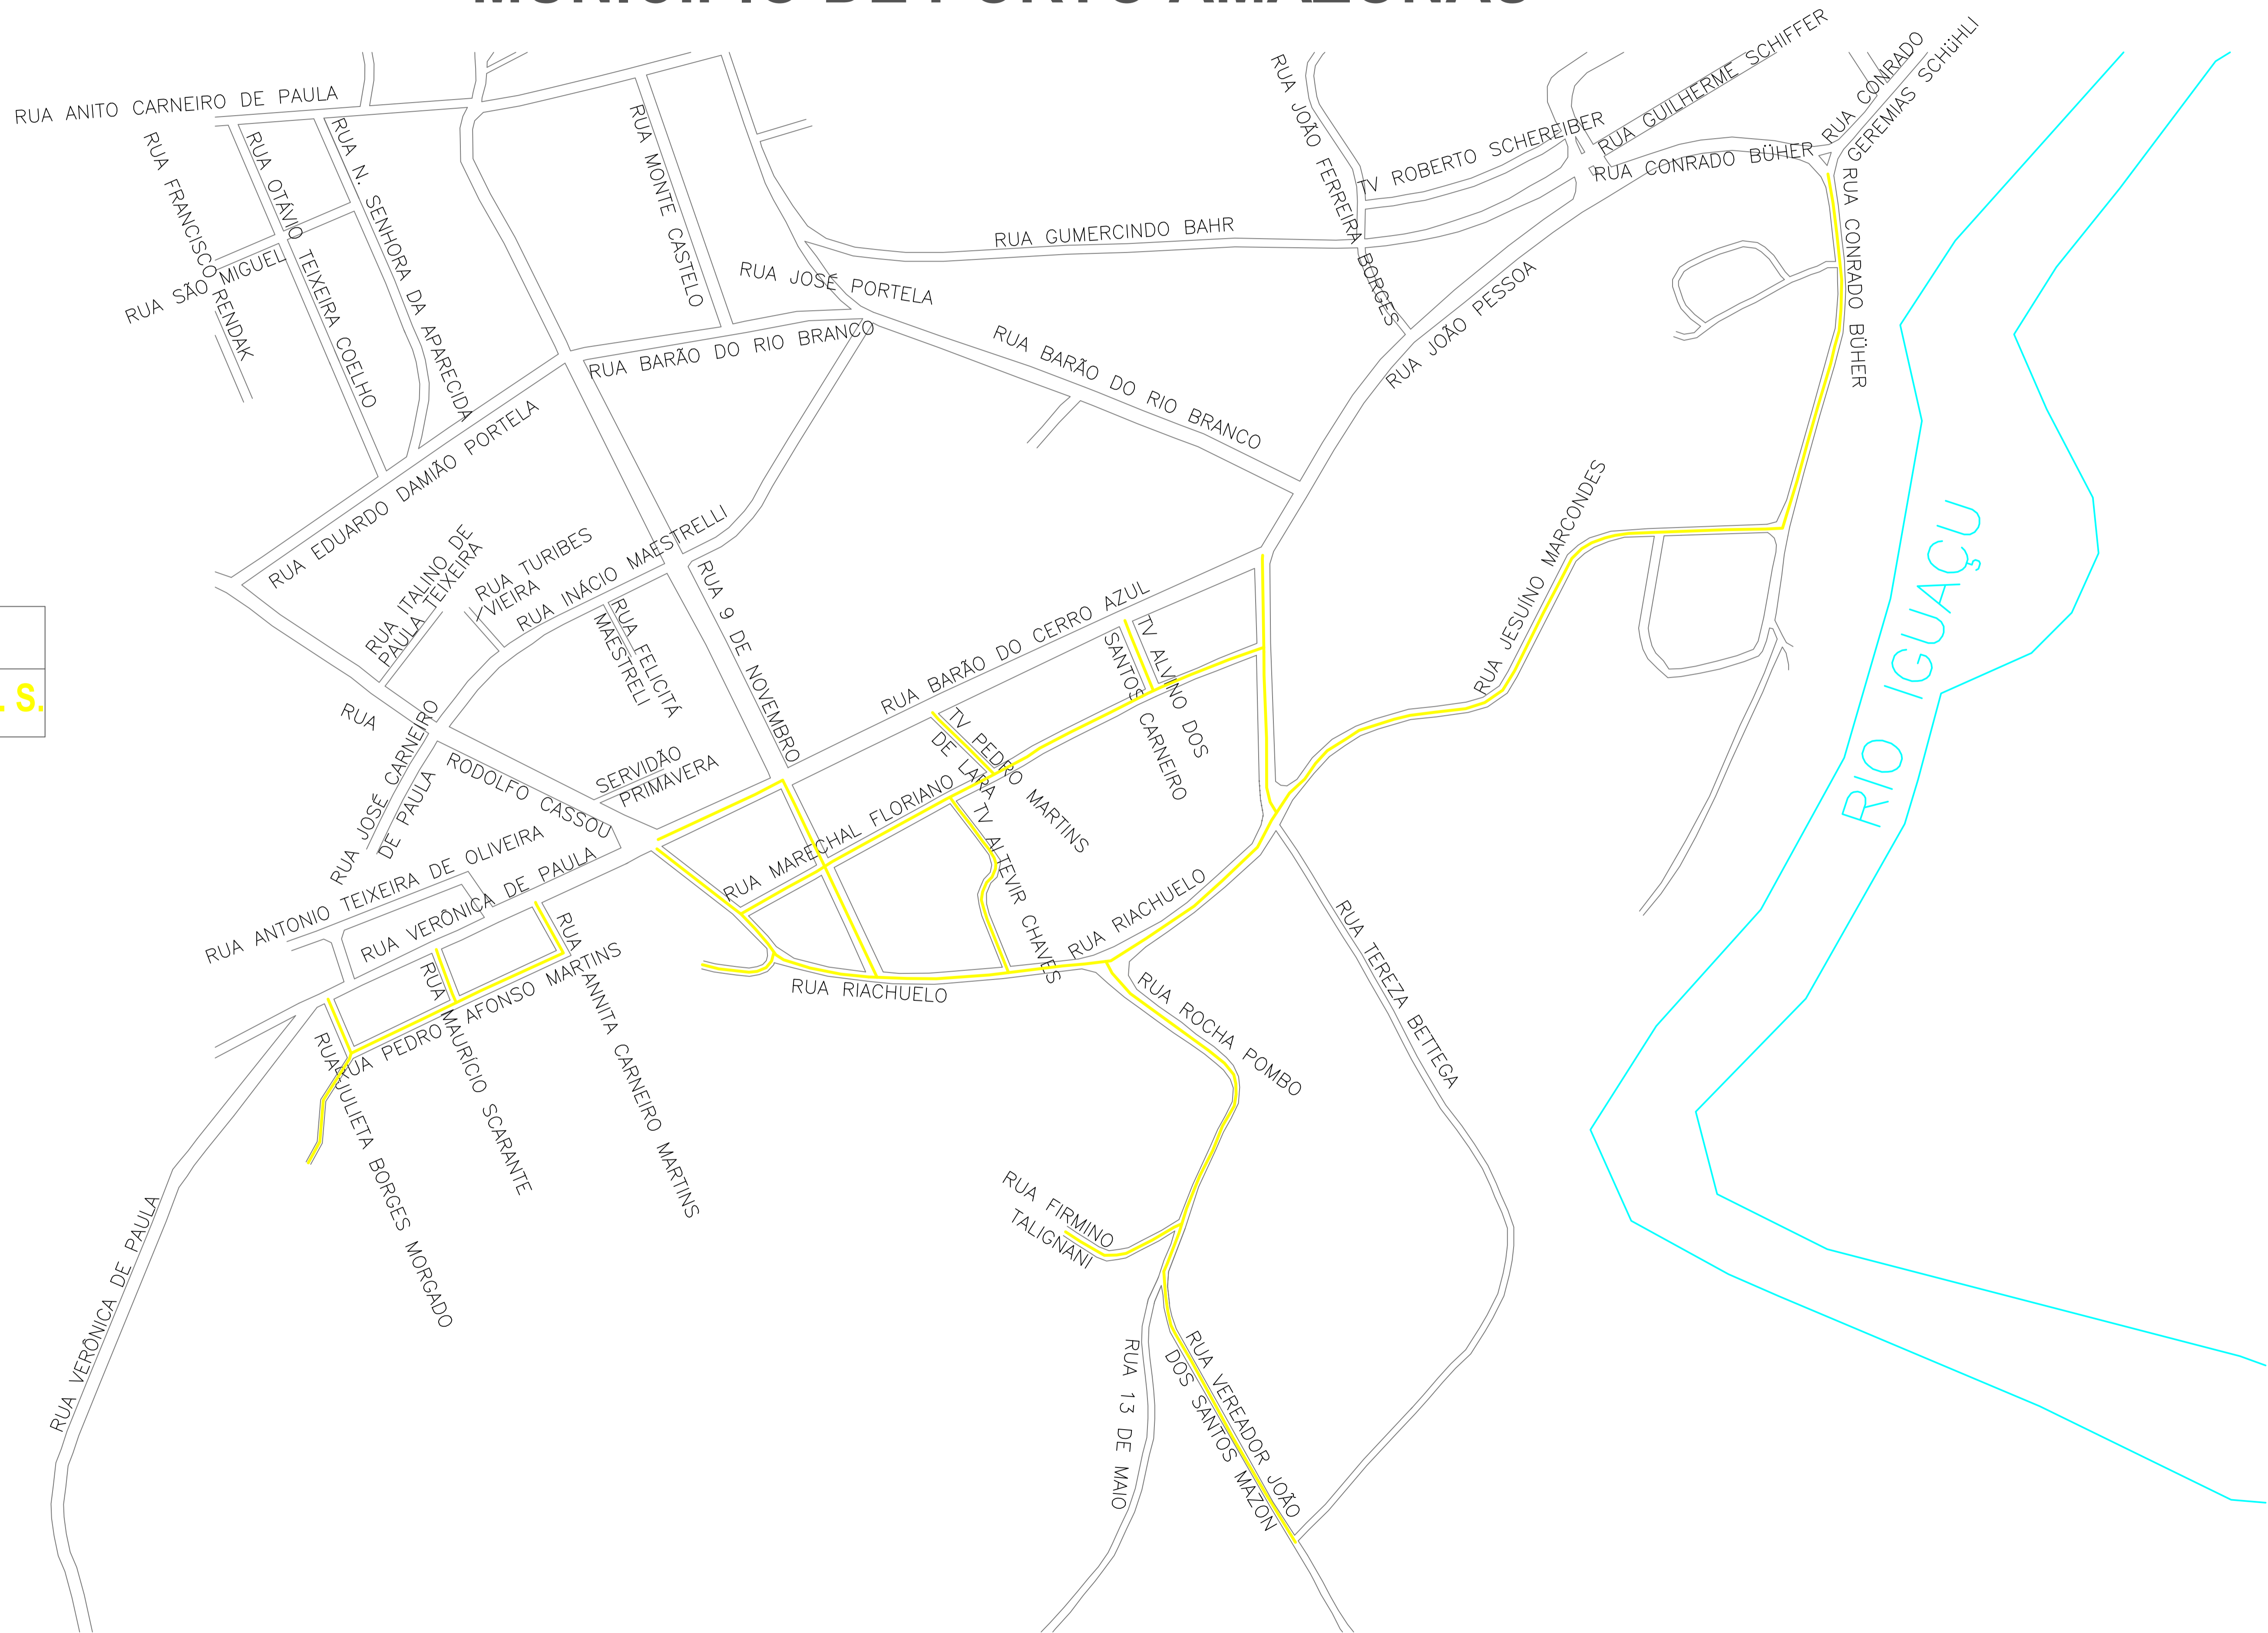 MUNICÍPIO DE PORTO AMAZONAS
RUA ANITO CARNEIRO DE PAULA
RUA FRANCISCO RENDAK
RUA OTÁVIO TEIXEIRA COELHO
RUA N. SENHORA DA APARECIDA
RUA SÃO MIGUEL
RUA MONTE CASTELO
RUA JOSÉ PORTELA
RUA GUMERCINDO BAHR
RUA JOÃO FERREIRA BORGES
TV ROBERTO SCHEREIBER
RUA GUILHERME SCHIFFER
RUA CONRADO BÜHER
RUA CONRADO
GEREMIAS SCHüHLI
RUA CONRADO BÜHER
RUA BARÃO DO RIO BRANCO
RUA BARÃO DO RIO BRANCO
RUA JOÃO PESSOA
RUA EDUARDO DAMIÃO PORTELA
RUA ITALINO DE
PAULA TEIXEIRA
RUA TURIBES
VIEIRA
RUA INÁCIO MAESTRELLI
RUA FELICITÁ
MAESTRELI
RUA 9 DE NOVEMBRO
RUA BARÃO DO CERRO AZUL
TV ALVINO DOS
SANTOS CARNEIRO
RUA JESUÍNO MARCONDES
RIO IGUAÇU
. S.
RUA
RODOLFO CASSOU
RUA JOSÉ CARNEIRO
DE PAULA
SERVIDÃO
PRIMAVERA
TV PEDRO MARTINS
DE LARA
RUA MARECHAL FLORIANO
TV ALTEVIR CHAVES
RUA ANTONIO TEIXEIRA DE OLIVEIRA
RUA VERÔNICA DE PAULA
RUA RIACHUELO
RUA RIACHUELO
RUA ANNITA CARNEIRO MARTINS
RUA PEDRO AFONSO MARTINS
RUA MAURÍCIO SCARANTE
RUA JULIETA BORGES MORGADO
RUA ROCHA POMBO
RUA TEREZA BETTEGA
RUA FIRMINO
TALIGNANI
RUA VERÔNICA DE PAULA
RUA 13 DE MAIO
RUA VEREADOR JOÃO
DOS SANTOS MAZON